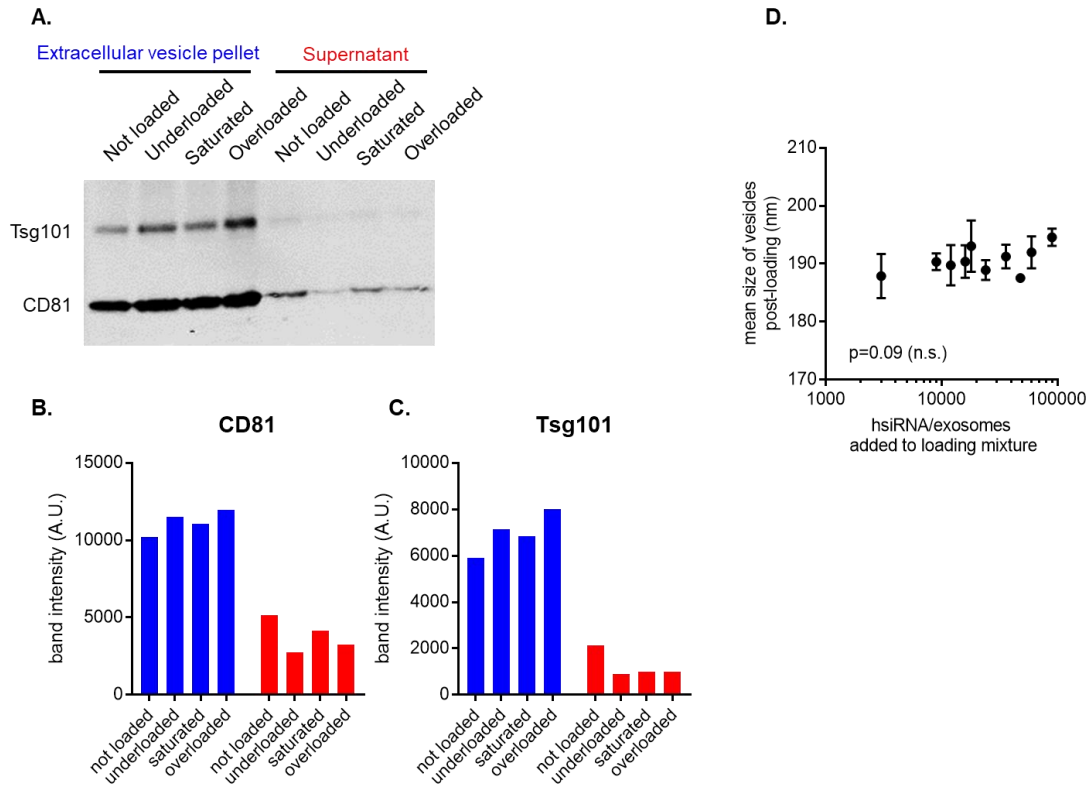 A.
Extracellular vesicle pellet
Supernatant
Not loaded
Underloaded
Saturated
Overloaded
Not loaded
Underloaded
Saturated
Overloaded
Tsg101
CD81
B.
CD81
15000
10000
5000
0
band intensity (A.U.)
not loaded
underloaded
saturated
overloaded
not loaded
underloaded
saturated
overloaded
C.
Tsg101
10000
8000
6000
4000
2000
0
band intensity (A.U.)
not loaded
underloaded
saturated
overloaded
not loaded
underloaded
saturated
overloaded
D.
210
200
190
180
170
mean size of vesicles
post-loading (nm)
p=0.09 (n.s.)
1000
10000
100000
hsiRNA/exosomes
added to loading mixture